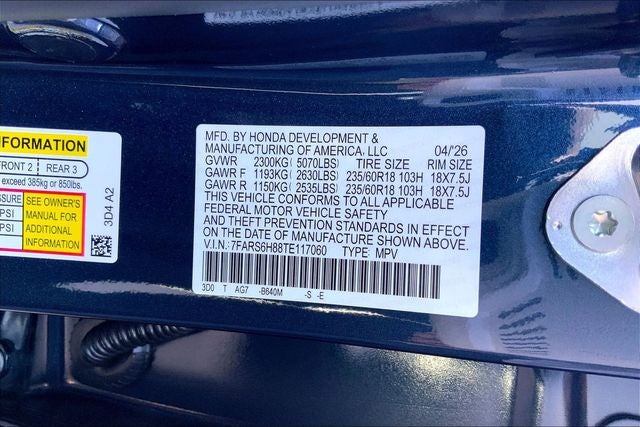 NFORMATION
FRONT 2 | REAR 3
exceed 385kg or 850lbs.
SSURE
PSI
PSI
SEE OWNER'S
MANUAL FOR
ADDITIONAL
INFORMATION
3D4 A2
MFD. BY HONDA DEVELOPMENT &
MANUFACTURING OF AMERICA, LLC 04/'26
GVWR 2300KG ( 5070LBS) TIRE SIZE RIM SIZE
GAWR F 1193KG ( 2630LBS) 235/60R18 103H 18X7.5J
GAWR R 1150KG ( 2535LBS) 235/60R18 103H 18X7.5J
THIS VEHICLE CONFORMS TO ALL APPLICABLE
FEDERAL MOTOR VEHICLE SAFETY
AND THEFT PREVENTION STANDARDS IN EFFECT
ON THE DATE OF MANUFACTURE SHOWN ABOVE.
V.I.N.: 7FARS6H88TE117060 TYPE: MPV
3D0 T AG7 -B640M -S -E